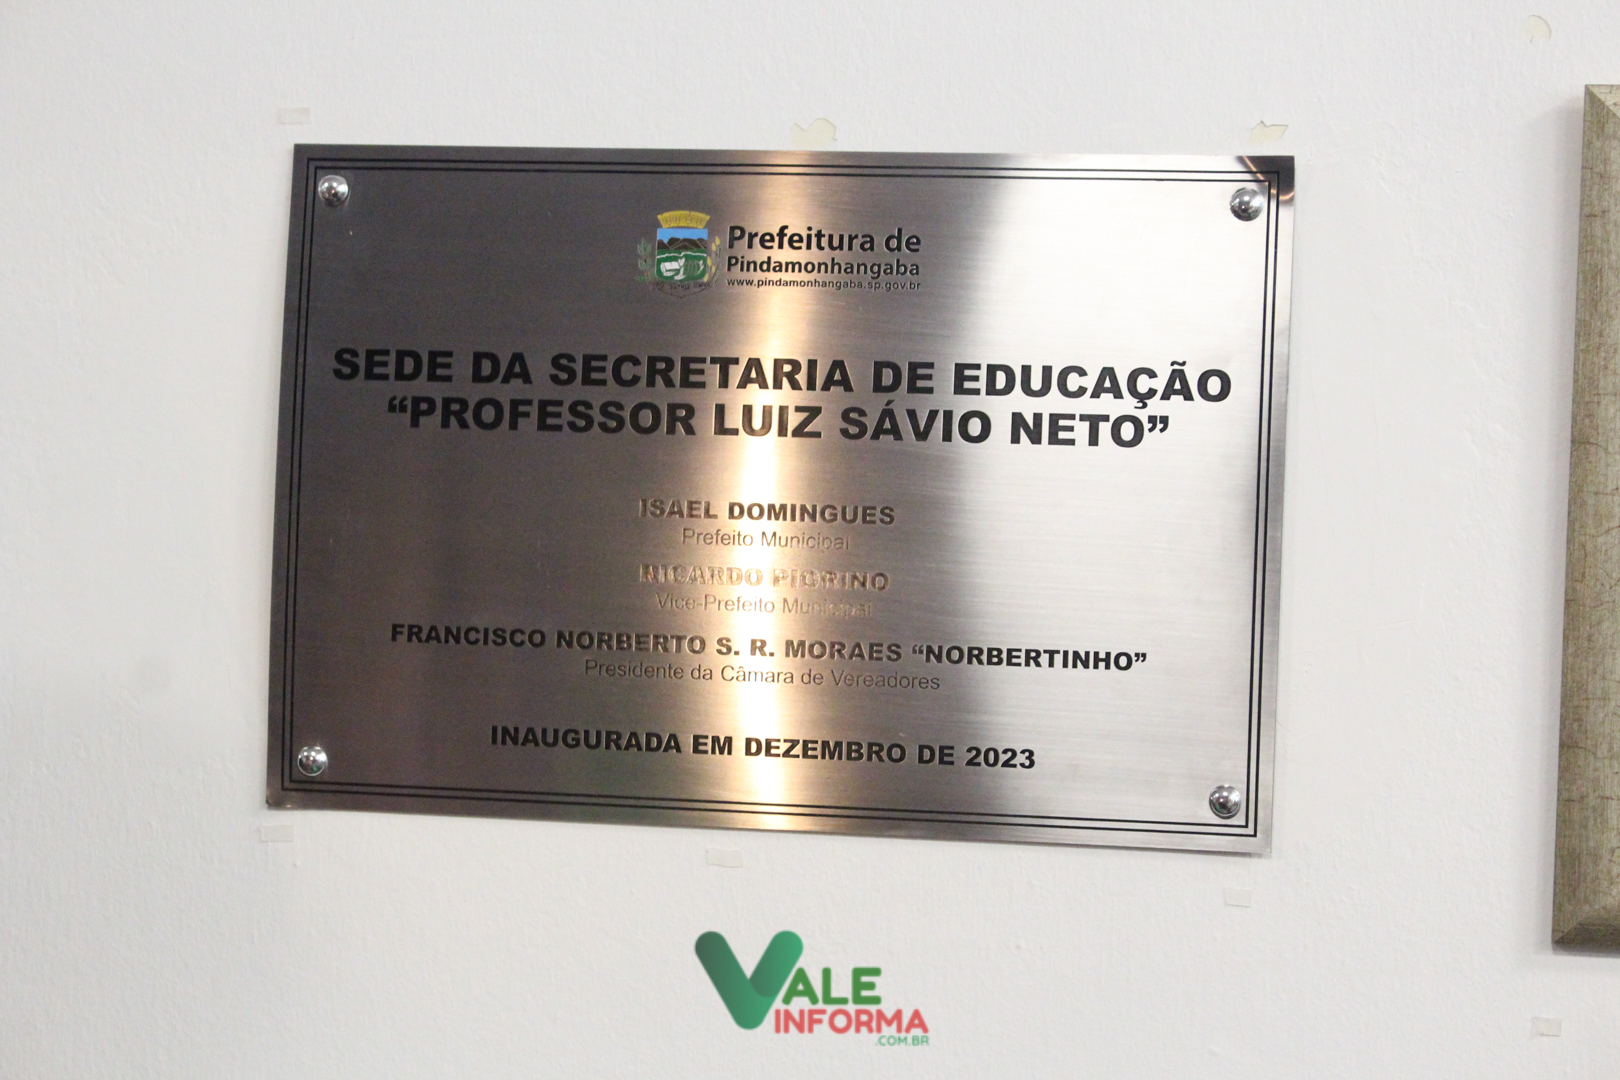 Prefeitura de
Pindamonhangaba
www.pindamonhangaba.sp.gov.br
SEDE DA SECRETARIA DE EDUCAÇÃO
“PROFESSOR LUIZ SÁVIO NETO”
ISAEL DOMINGUES
Prefeito Municipal
RICARDO PIORINO
Vice-Prefeito Municipal
FRANCISCO NORBERTO S. R. MORAES “NORBERTINHO”
Presidente da Câmara de Vereadores
INAUGURADA EM DEZEMBRO DE 2023
VALE
INFORMA
.COM.BR